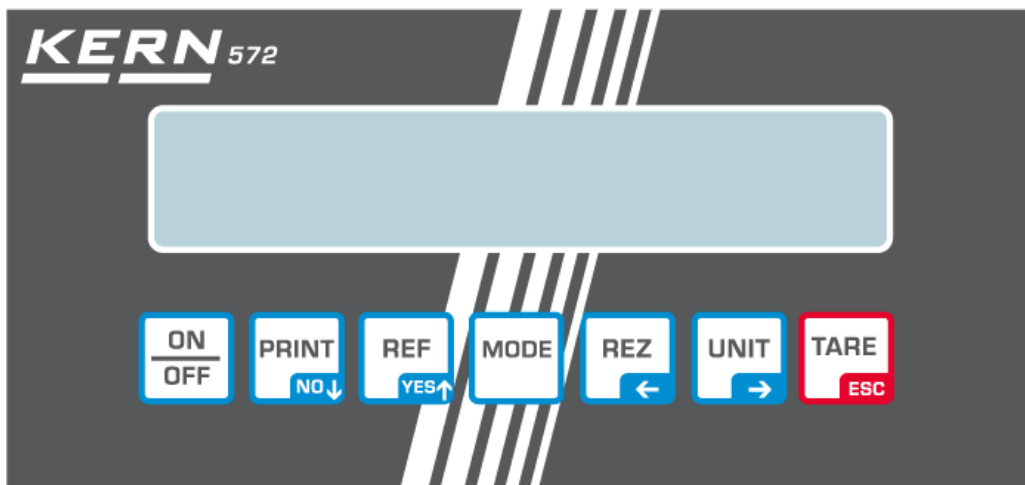 KERN 572
ON
OFF
PRINT
NO↓
REF
YES↑
MODE
REZ
←
UNIT
→
TARE
ESC